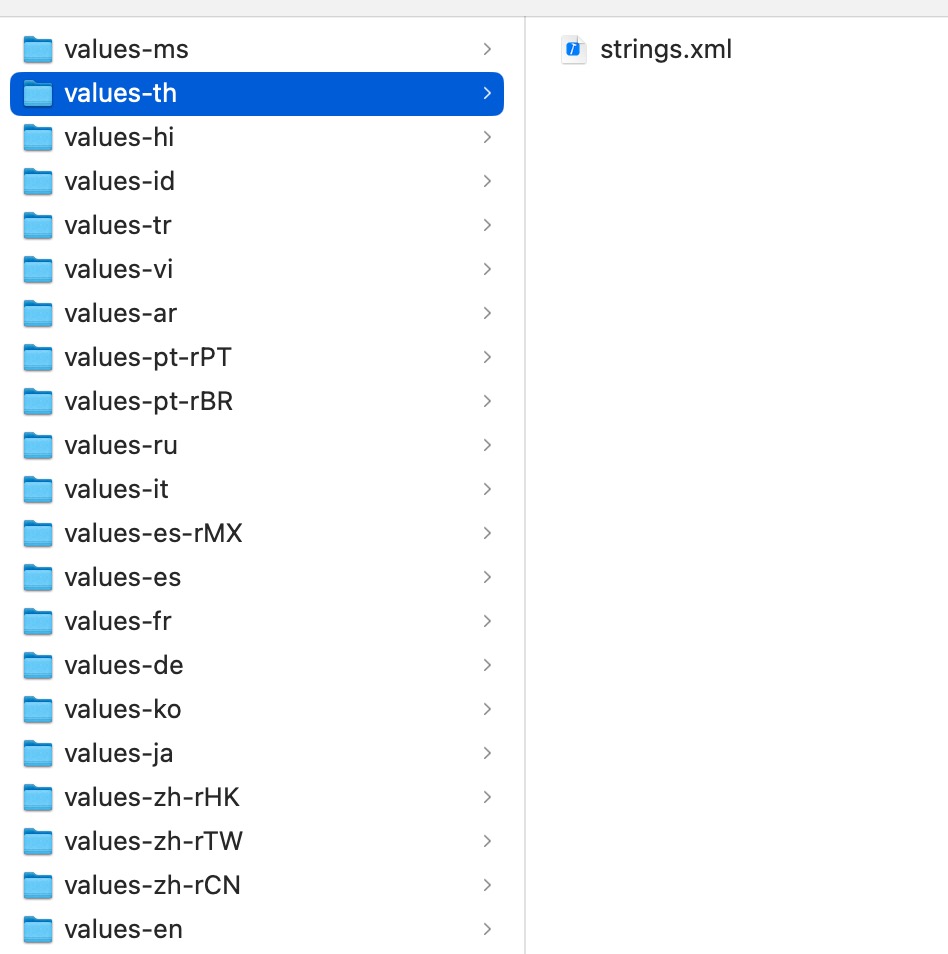 values-ms
values-th
values-hi
values-id
values-tr
values-vi
values-ar
values-pt-rPT
values-pt-rBR
values-ru
values-it
values-es-rMX
values-es
values-fr
values-de
values-ko
values-ja
values-zh-rHK
values-zh-rTW
values-zh-rCN
values-en
strings.xml